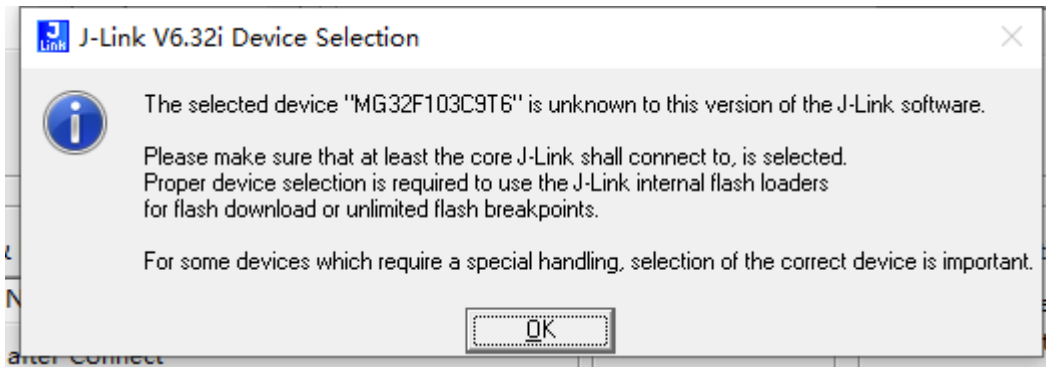 J-Link V6.32i Device Selection
The selected device "MG32F103C9T6" is unknown to this version of the J-Link software.
Please make sure that at least the core J-Link shall connect to, is selected.
Proper device selection is required to use the J-Link internal flash loaders
for flash download or unlimited flash breakpoints.
For some devices which require a special handling, selection of the correct device is important.
OK
after Connect